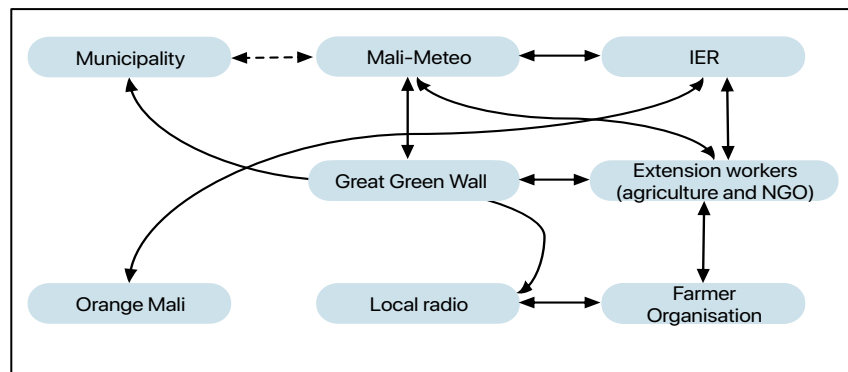 Municipality
Mali-Meteo
IER
Great Green Wall
Extension workers
(agriculture and NGO)
Orange Mali
Local radio
Farmer
Organisation